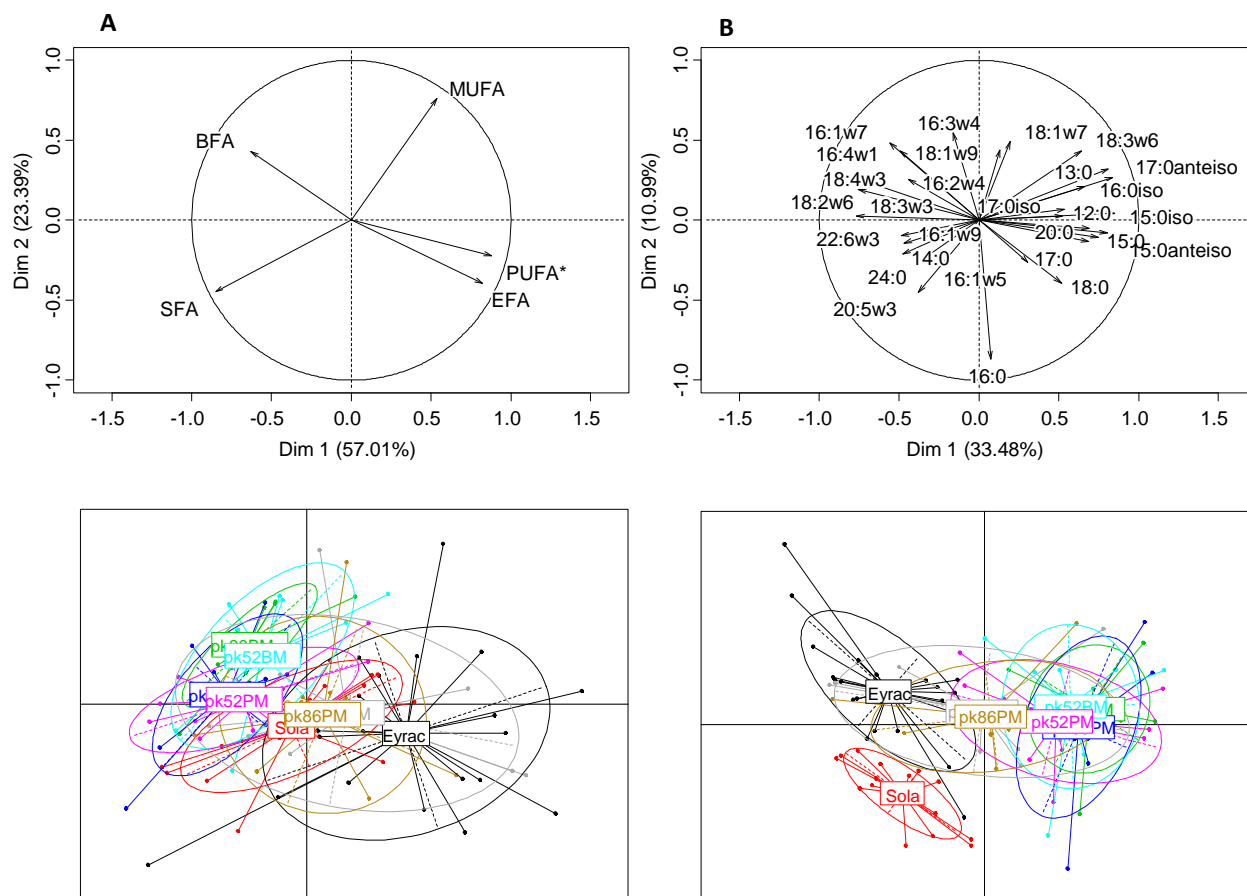 A
1.0
0.5
0.0
-0.5
-1.0
Dim 2 (23.39%)
MUFA
BFA
PUFA*
EFA
SFA
-1.5
-1.0
-0.5
0.0
0.5
1.0
1.5
Dim 1 (57.01%)
B
1.0
0.5
0.0
-0.5
-1.0
Dim 2 (10.99%)
16:3w4
18:1w7
16:1w7
18:3w6
16:4w1
18:1w9
17:0anteiso
13:0
18:4w3
16:2w4
16:0iso
18:2w6
18:3w3
17:0iso
12:0
15:0iso
22:6w3
16:1w9
20:0
15:0
15:0anteiso
14:0
17:0
24:0
16:1w5
18:0
20:5w3
16:0
-1.5
-1.0
-0.5
0.0
0.5
1.0
1.5
Dim 1 (33.48%)
pk52BM
pk52PM
pk86PM
Sola
Eyrac
Eyrac
pk52BM
pk86PM
pk52PM
Sola